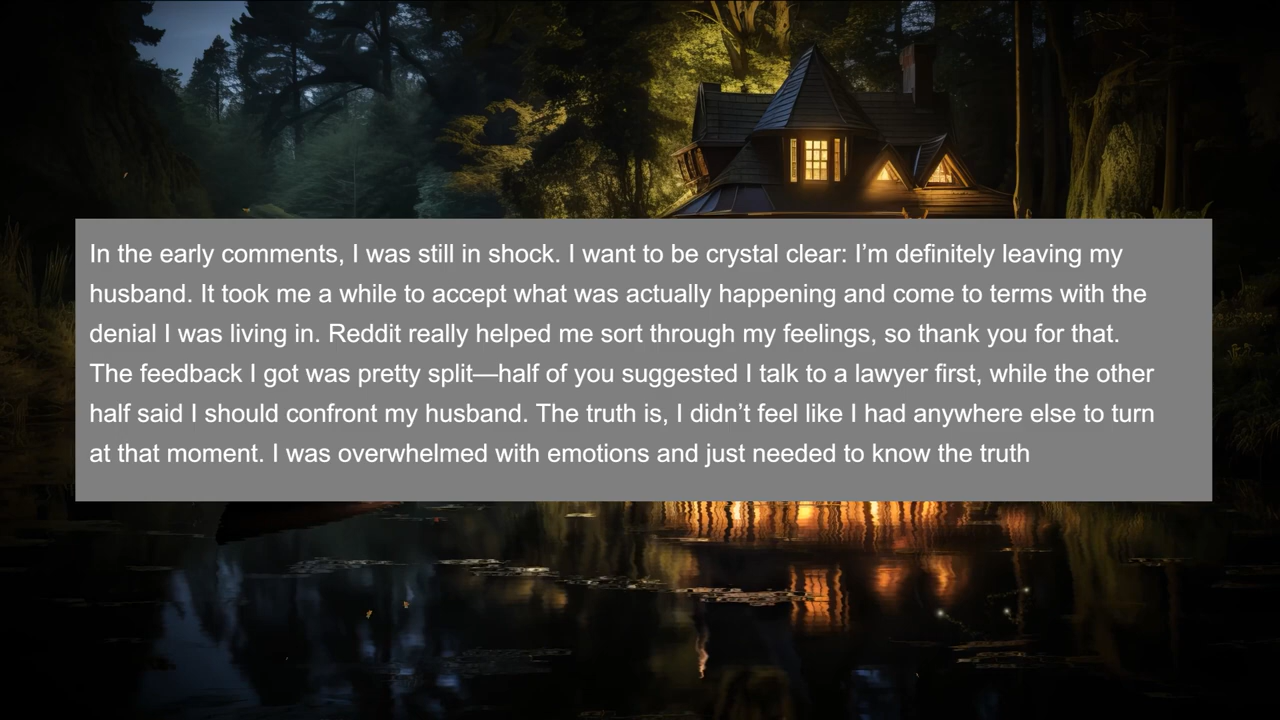 In the early comments, I was still in shock. I want to be crystal clear: I’m definitely leaving my
husband. It took me a while to accept what was actually happening and come to terms with the
denial I was living in. Reddit really helped me sort through my feelings, so thank you for that.
The feedback I got was pretty split—half of you suggested I talk to a lawyer first, while the other
half said I should confront my husband. The truth is, I didn’t feel like I had anywhere else to turn
at that moment. I was overwhelmed with emotions and just needed to know the truth